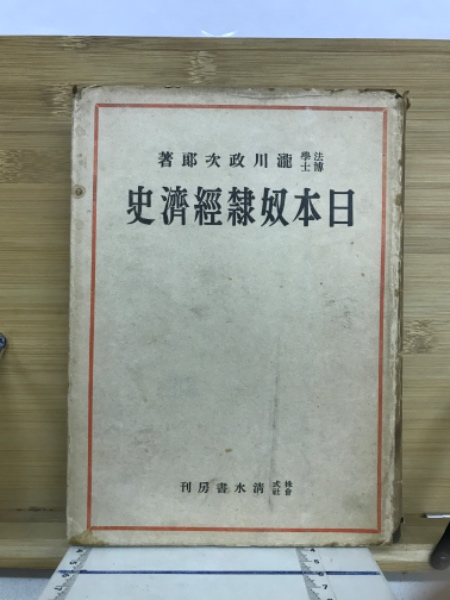 法學博士 瀧川政次郎著
日本奴隷經濟史
株式會社 清水書房刊